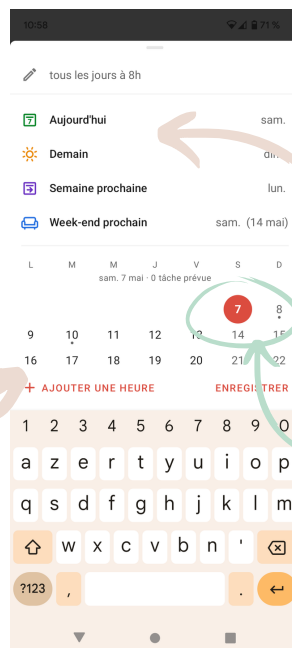 10:58 71 %
tous les jours à 8h
Aujourd'hui sam.
Demain
Semaine prochaine lun.
Week-end prochain sam. (14 mai)
L M M J V S D
sam. 7 mai · 0 tâche prévue
7 8
9 10 11 12 13 14 15
16 17 18 19 20 21 22
+ AJOUTER UNE HEURE ENREGISTRER
1 2 3 4 5 6 7 8 9 0
a z e r t y u i o p
q s d f g h j k l m
w x c v b n '
?123 , .